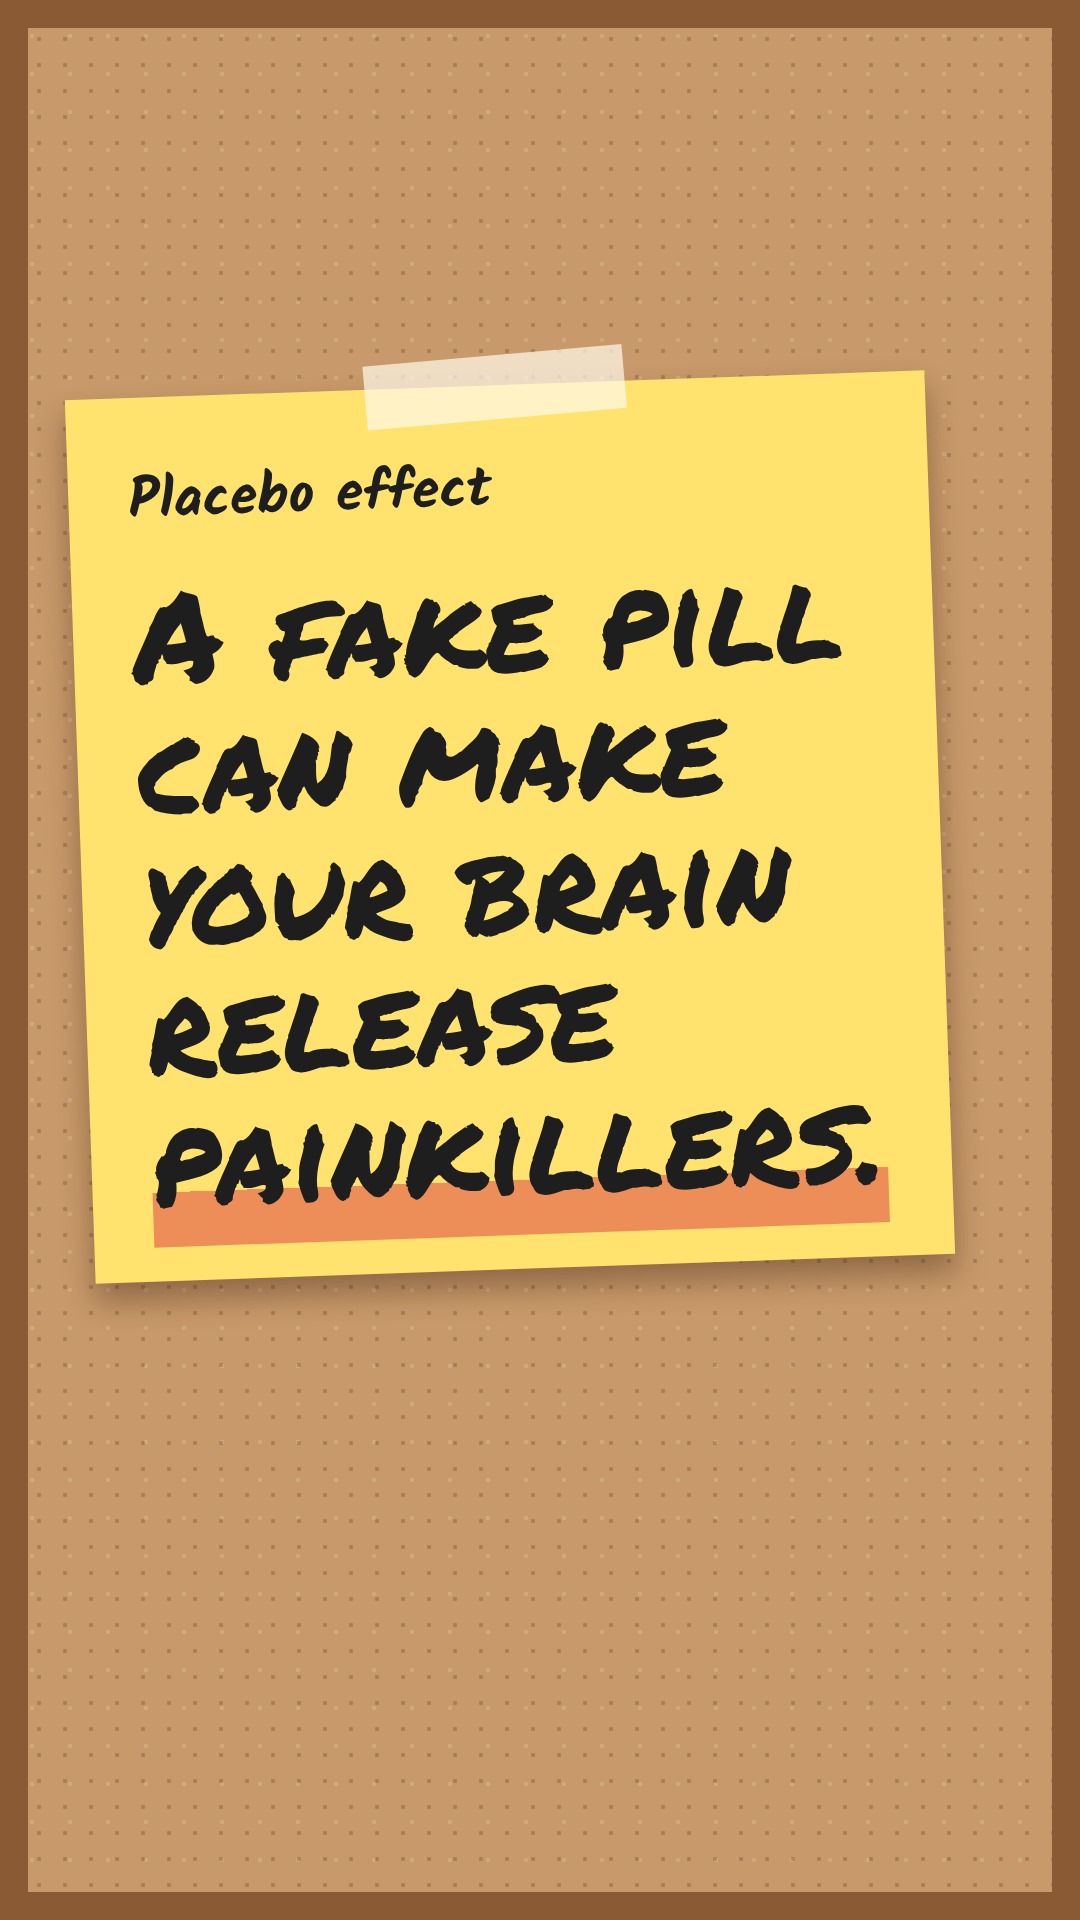 Placebo effect
A FAKE PILL
CAN MAKE
YOUR BRAIN
RELEASE
PAINKILLERS.